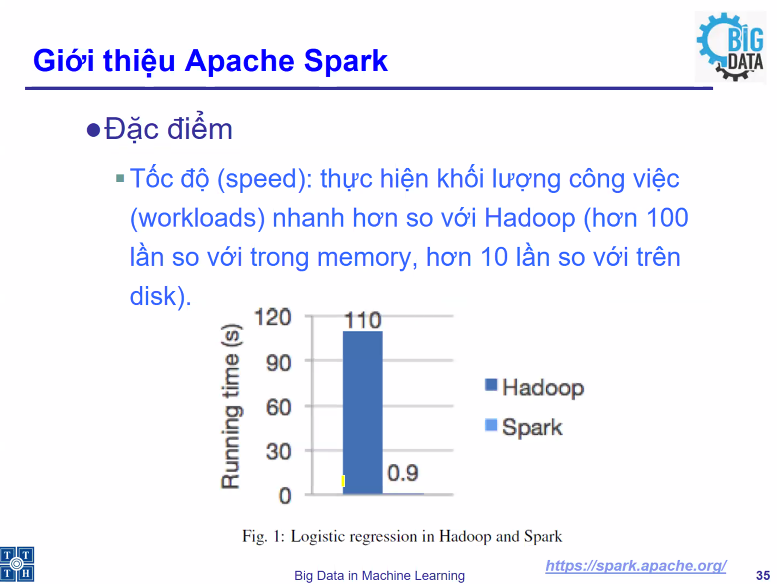 BIG
DATA
Giới thiệu Apache Spark
●Đặc điểm
▪Tốc độ (speed): thực hiện khối lượng công việc
(workloads) nhanh hơn so với Hadoop (hơn 100
lần so với trong memory, hơn 10 lần so với trên
disk).
Running time (s)
120
90
60
30
0
110
0.9
Hadoop
Spark
Fig. 1: Logistic regression in Hadoop and Spark
T T
T H
Big Data in Machine Learning
https://spark.apache.org/
35